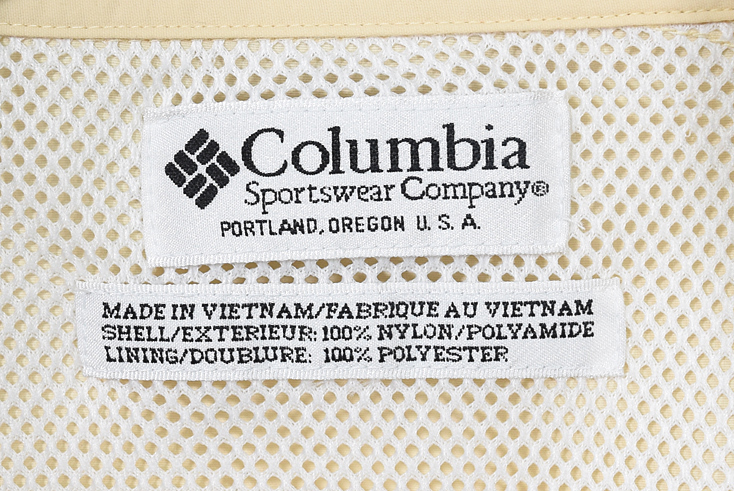 Columbia
Sportswear Company®
PORTLAND, OREGON U. S. A.
MADE IN VIETNAM/FABRIQUE AU VIETNAM
SHELL/EXTERIEUR: 100% NYLON/POLYAMIDE
LINING/DOUBLURE: 100% POLYESTER